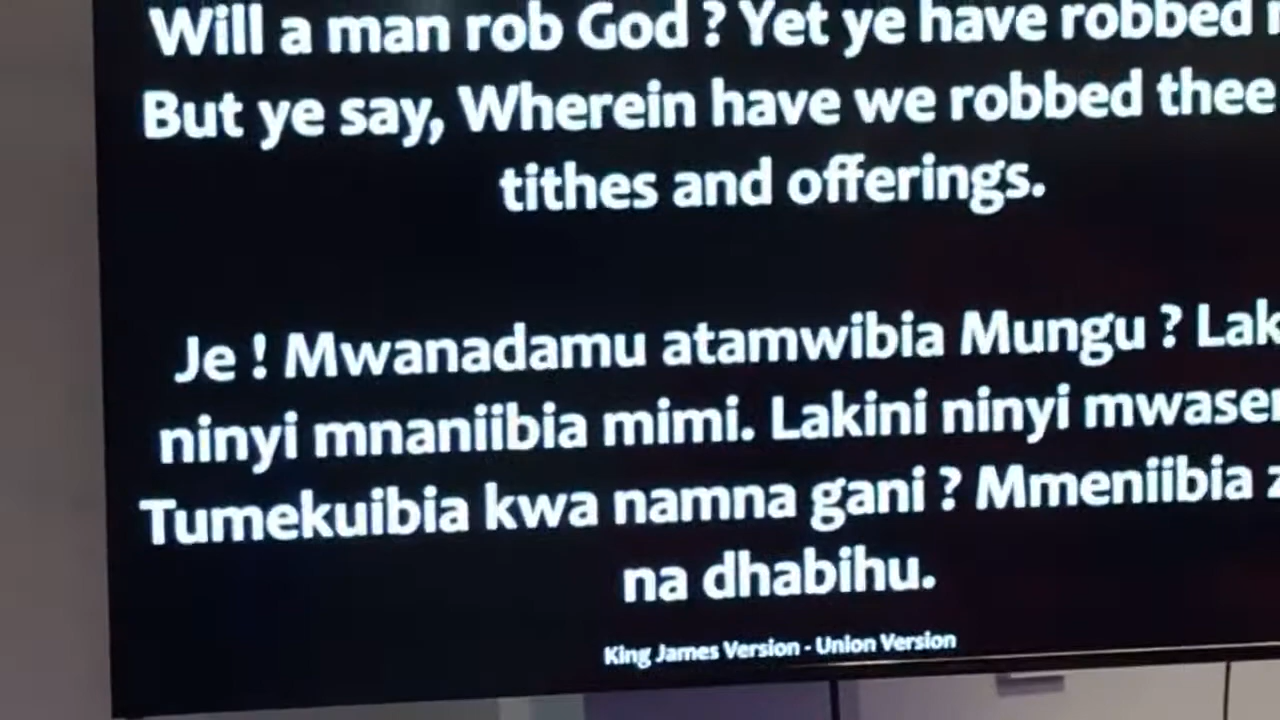 Will a man rob God ? Yet ye have robbed
But ye say, Wherein have we robbed thee
tithes and offerings.
Je ! Mwanadamu atamwibia Mungu ?
ninyi mnaniibia mimi. Lakini ninyi
Tumekuibia kwa namna gani ? Mmeniibia
na dhabihu.
King James Version - Union Version